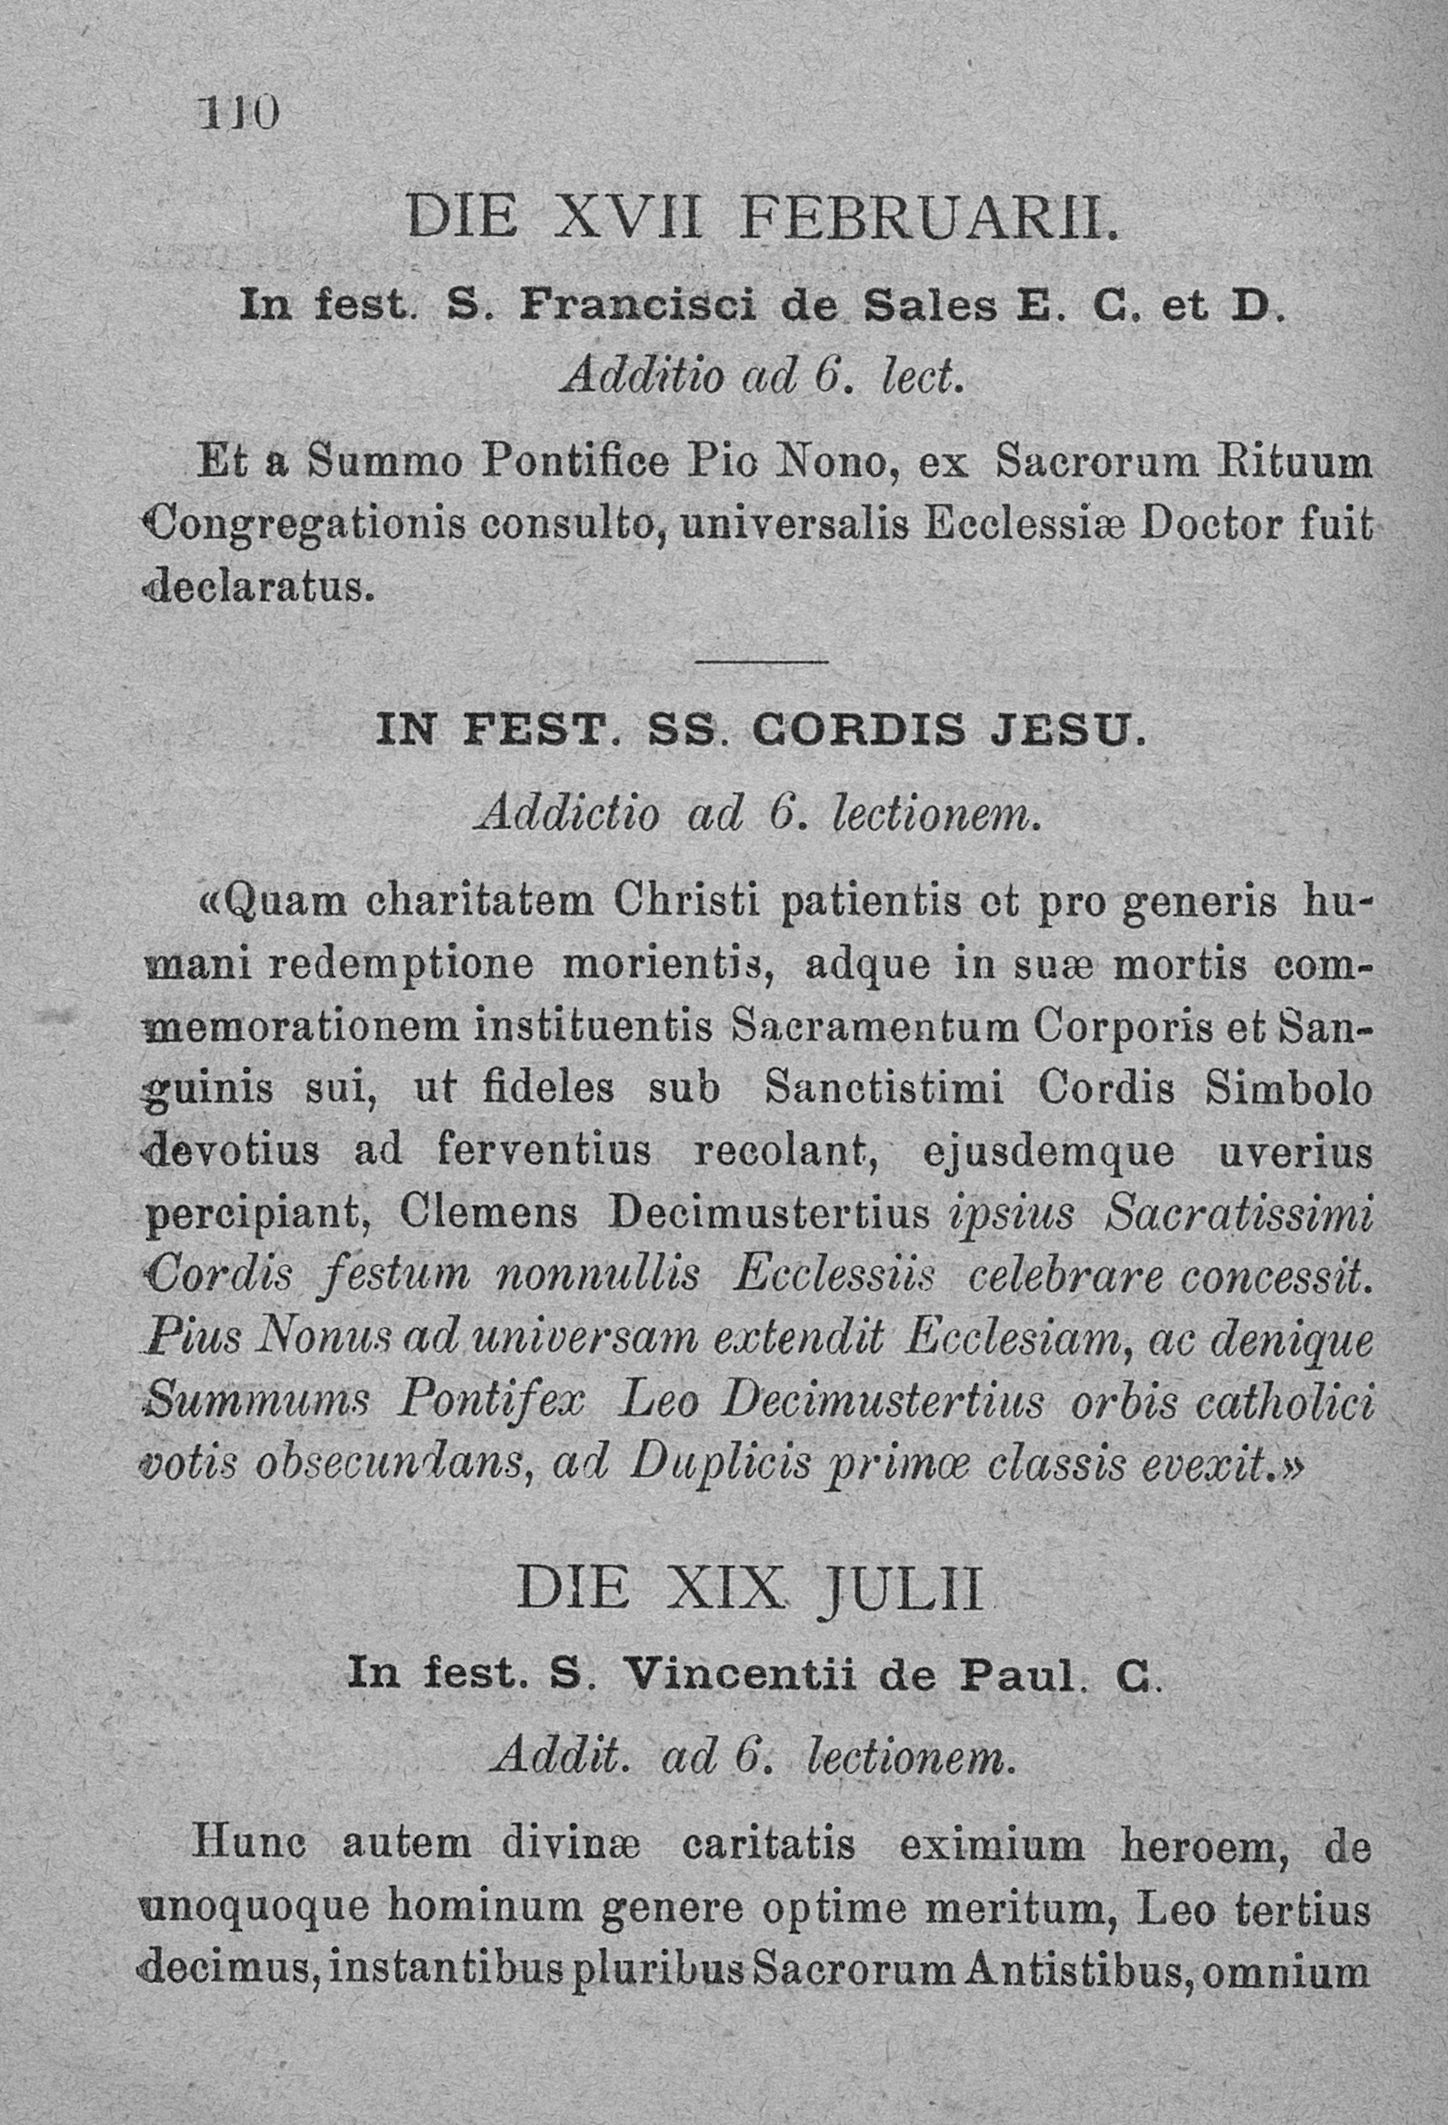 110
DIE XVII FEBRUARII.
In fest. S. Francisci de Sales E. C. et D.
Additio ad 6. lect.
Et a Summo Pontifice Pio Nono, ex Sacrorum Rituum
Congregationis consulto, universalis Ecclessiæ Doctor fuit
declaratus.
IN FEST. SS. CORDIS JESU.
Addictio ad 6. lectionem.
«Quam charitatem Christi patientis et pro generis hu-
mani redemptione morientis, adque in suæ mortis com-
memorationem instituentis Sacramentum Corporis et San-
guinis sui, ut fideles sub Sanctistimi Cordis Simbolo
devotius ad ferventius recolant, ejusdemque uverius
percipiant, Clemens Decimustertius ipsius Sacratissimi
Cordis festum nonnullis Ecclessiis celebrare concessit.
Pius Nonus ad universam extendit Ecclesiam, ac denique
Summums Pontifex Leo Decimustertius orbis catholici
votis obsecundans, ad Duplicis primœ classis evexit.»
DIE XIX JULII
In fest. S. Vincentii de Paul. C.
Addit. ad 6. lectionem.
Hunc autem divinæ caritatis eximium heroem, de
unoquoque hominum genere optime meritum, Leo tertius
decimus, instantibus pluribus Sacrorum Antistibus, omnium